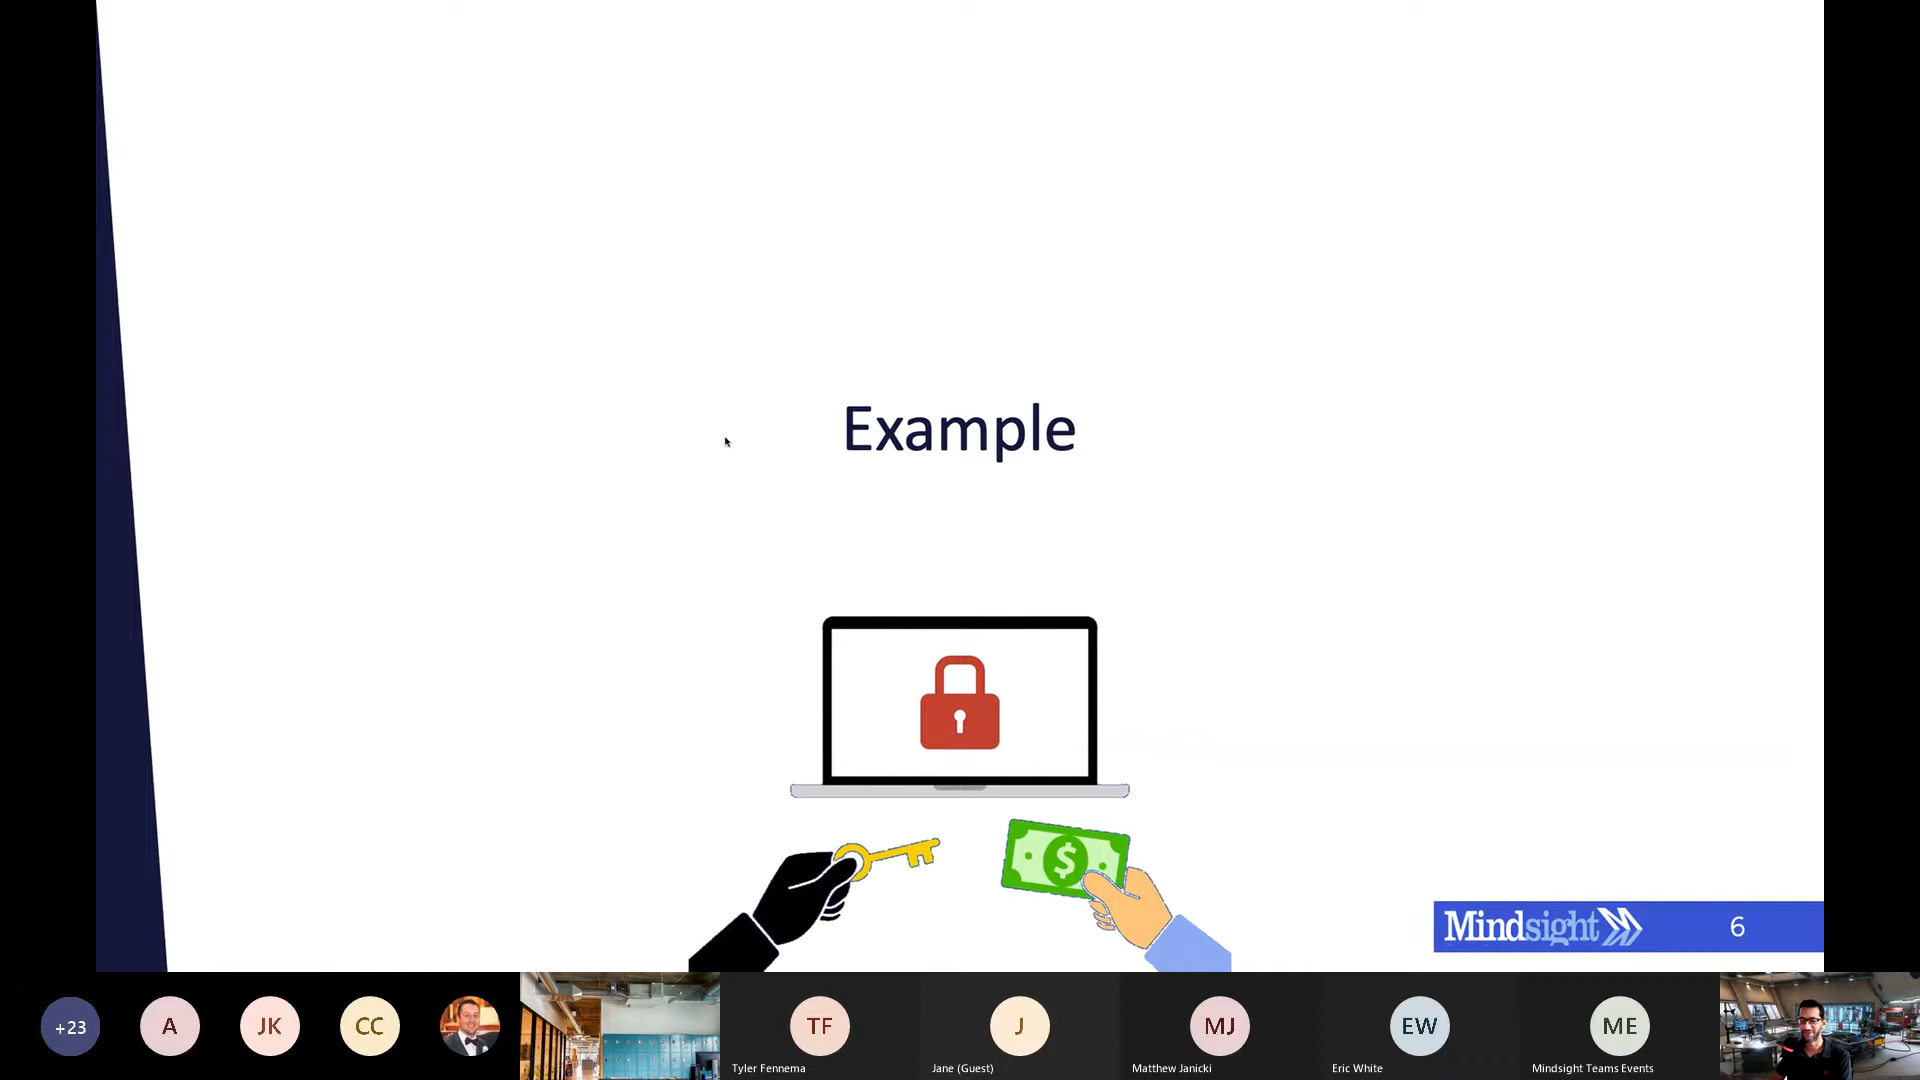 Example
$
Mindsight
6
+23
A
JK
CC
TF
J
MJ
EW
ME
Tyler Fennema
Jane (Guest)
Matthew Janicki
Eric White
Mindsight Teams Events